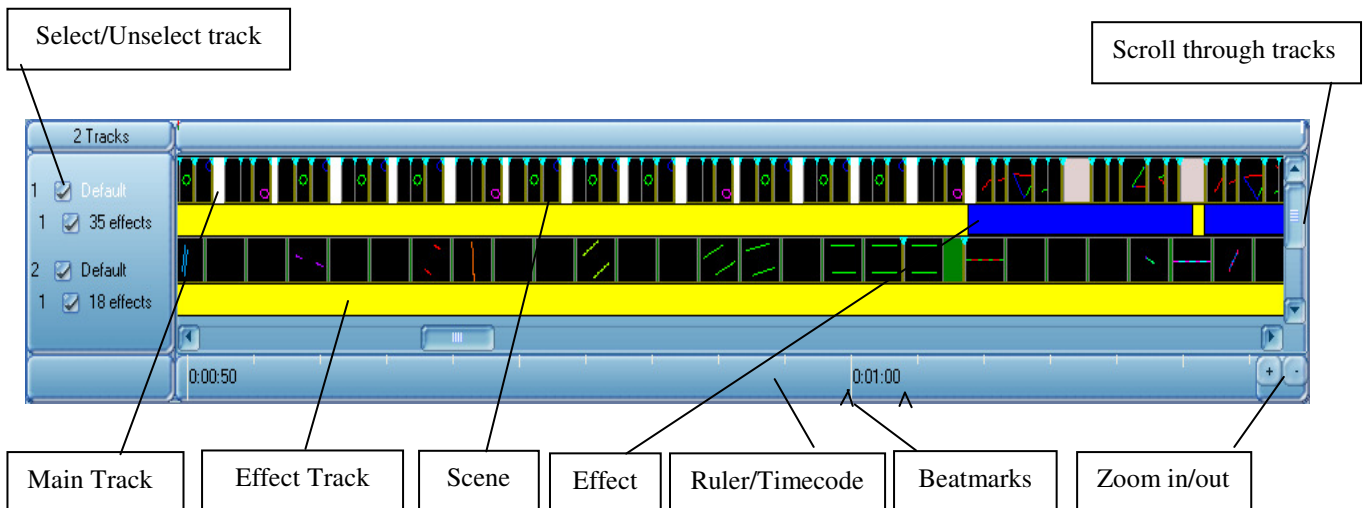 Select/Unselect track
Scroll through tracks
2 Tracks
1 Default
1 35 effects
2 Default
1 18 effects
0:00:50
0:01:00
+ -
Main Track
Effect Track
Scene
Effect
Ruler/Timecode
Beatmarks
Zoom in/out